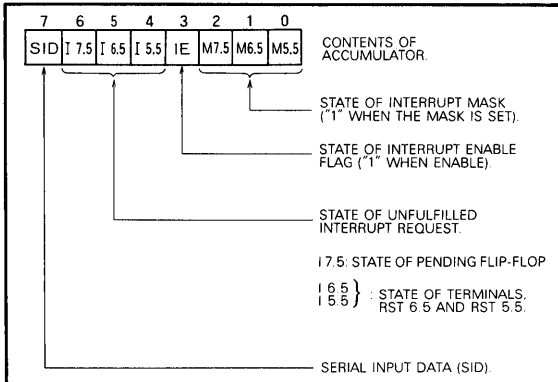 7 6 5 4 3 2 1 0
SID I 7.5 I 6.5 I 5.5 IE M7.5 M6.5 M5.5
CONTENTS OF
ACCUMULATOR.
STATE OF INTERRUPT MASK
("1" WHEN THE MASK IS SET).
STATE OF INTERRUPT ENABLE
FLAG ("1" WHEN ENABLE).
STATE OF UNFULFILLED
INTERRUPT REQUEST.
I 7.5: STATE OF PENDING FLIP-FLOP
I 6.5
I 5.5 } : STATE OF TERMINALS,
RST 6.5 AND RST 5.5.
SERIAL INPUT DATA (SID).